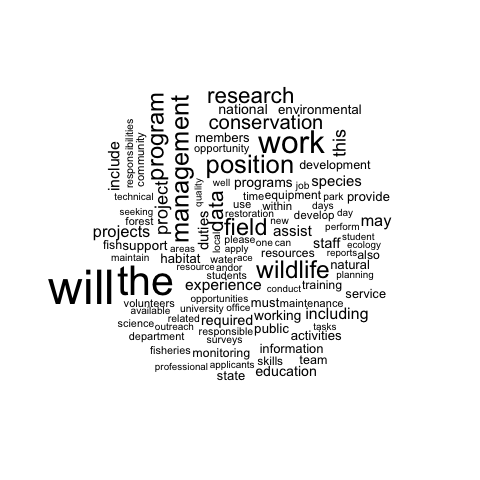 research
national environmental
conservation
members
opportunity
work
this
position
development
include
responsibilities
community
program
management
technical
project
quality
well programs job species
data
time equipment park provide
use within days
seeking
forest
restoration
new develop day may
projects
duties
local
field
assist
perform
student
fish support areas
please one can staff ecology
maintain
habitat
water race
resources
reports also
resource andor
students
wildlife
natural
planning
will the
experience
conduct training
service
volunteers
opportunities
must maintenance
available
university office
science
related required working including
outreach
responsible
public
tasks
department
surveys
activities
fisheries monitoring
information
professional applicants
skills team
state education
apply